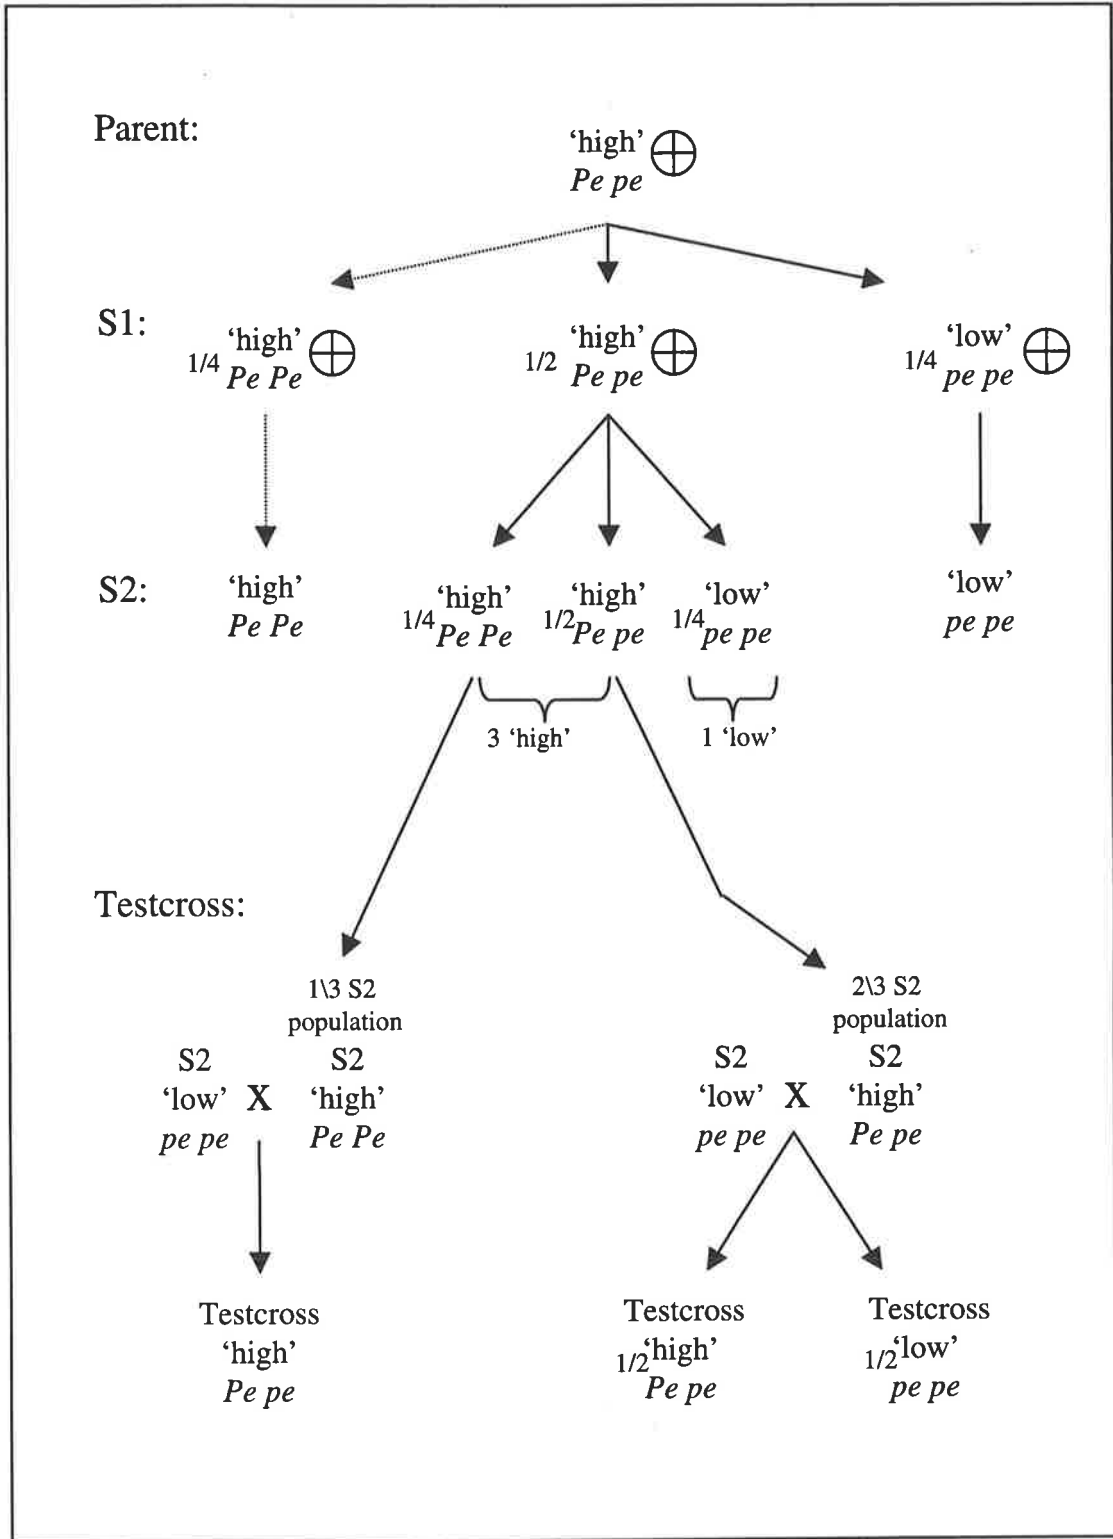 Parent:
‘high’
Pe pe
S1:
1/4 ‘high’
Pe Pe
1/2 ‘high’
Pe pe
1/4 ‘low’
pe pe
S2:
‘high’
Pe Pe
1/4 ‘high’
Pe Pe
1/2 ‘high’
Pe pe
1/4 ‘low’
pe pe
‘low’
pe pe
3 ‘high’
1 ‘low’
Testcross:
1\3 S2
population
S2
‘low’
pe pe
X
S2
‘high’
Pe Pe
2\3 S2
population
S2
‘low’
pe pe
X
S2
‘high’
Pe pe
Testcross
‘high’
Pe pe
Testcross
1/2 ‘high’
Pe pe
Testcross
1/2 ‘low’
pe pe